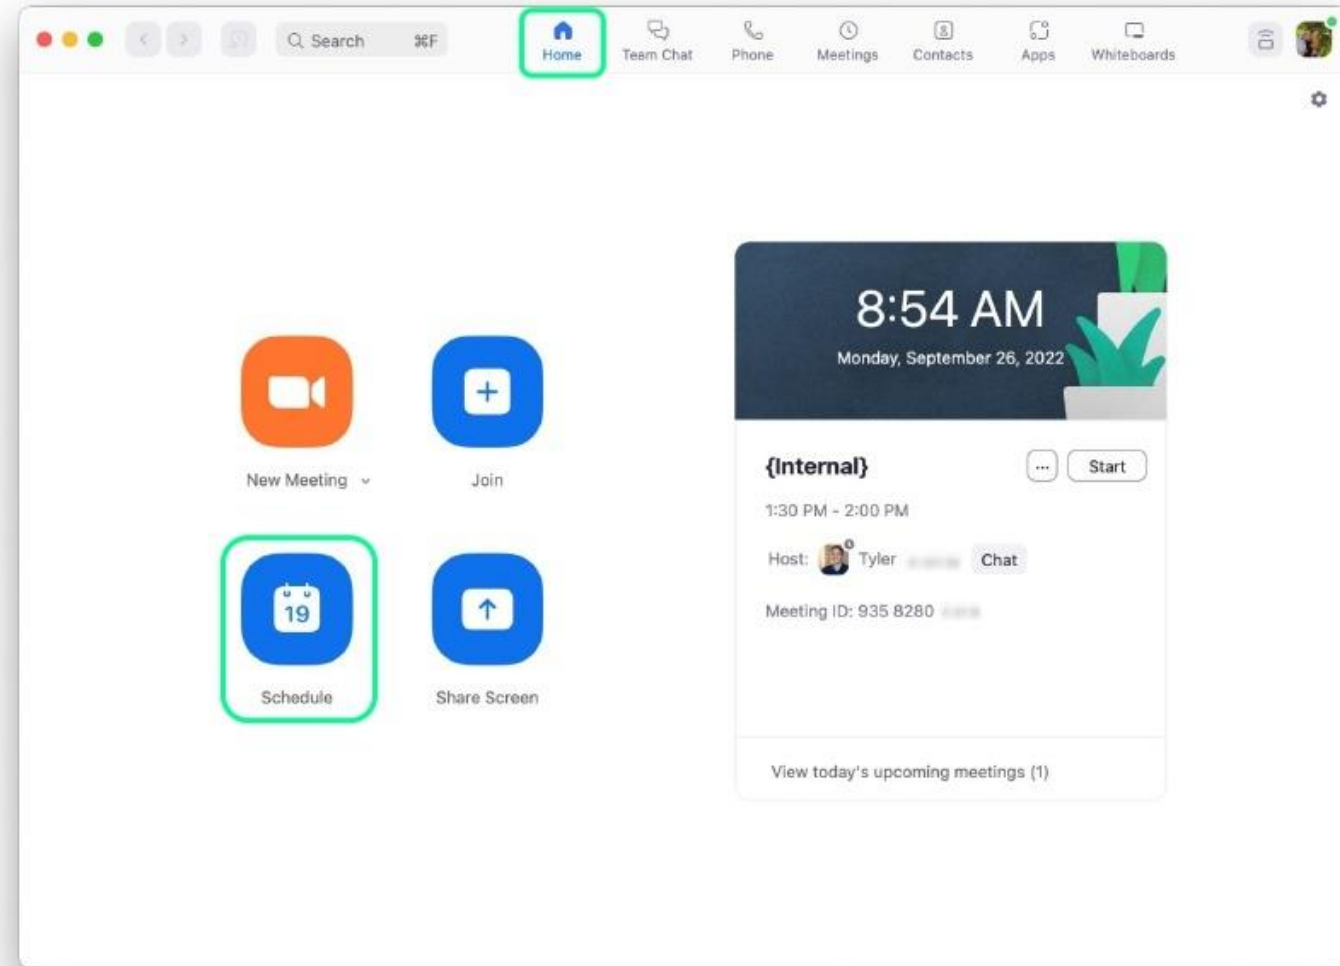 Search ⌘F
Home Team Chat Phone Meetings Contacts Apps Whiteboards
8:54 AM
Monday, September 26, 2022
New Meeting
Join
{Internal}
... Start
1:30 PM - 2:00 PM
Host: Tyler Chat
Meeting ID: 935 8280
19
Schedule
Share Screen
View today's upcoming meetings (1)